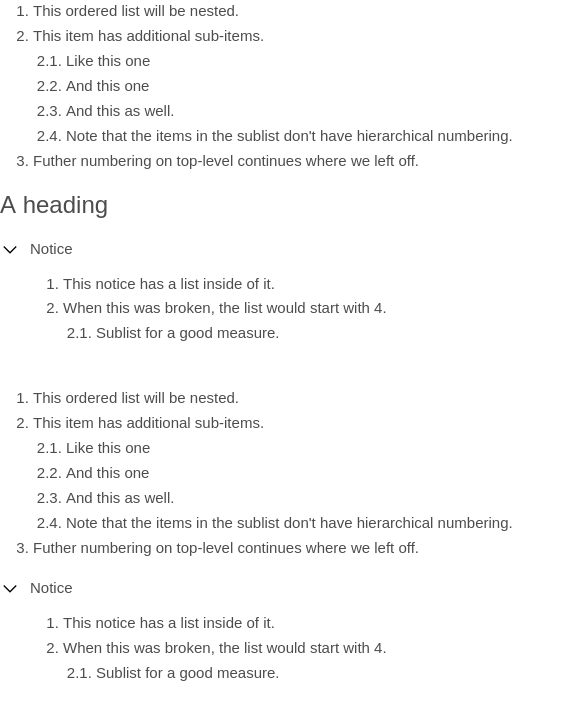 1. This ordered list will be nested.
2. This item has additional sub-items.
2.1. Like this one
2.2. And this one
2.3. And this as well.
2.4. Note that the items in the sublist don't have hierarchical numbering.
3. Futher numbering on top-level continues where we left off.
A heading
Notice
1. This notice has a list inside of it.
2. When this was broken, the list would start with 4.
2.1. Sublist for a good measure.
1. This ordered list will be nested.
2. This item has additional sub-items.
2.1. Like this one
2.2. And this one
2.3. And this as well.
2.4. Note that the items in the sublist don't have hierarchical numbering.
3. Futher numbering on top-level continues where we left off.
Notice
1. This notice has a list inside of it.
2. When this was broken, the list would start with 4.
2.1. Sublist for a good measure.